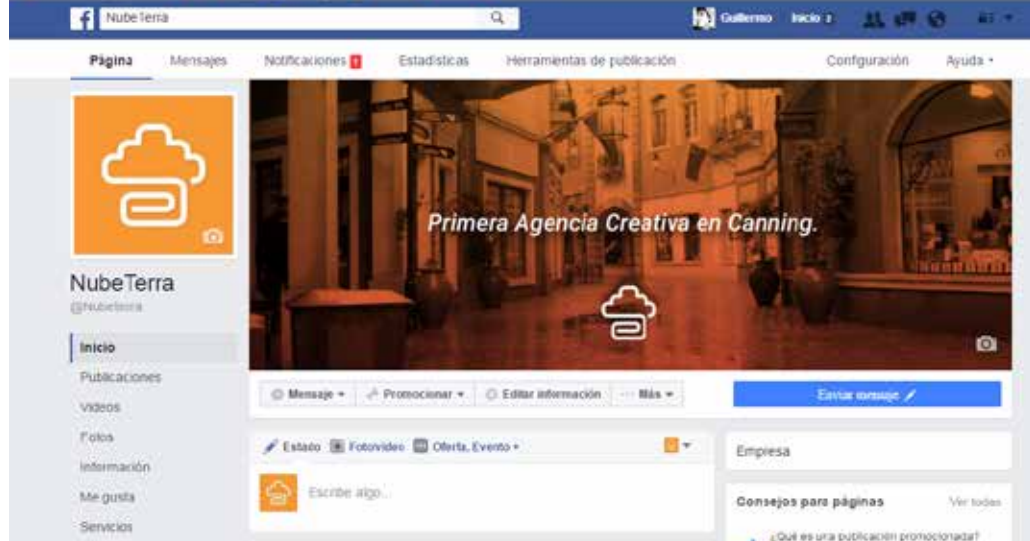 NubeTerra
Guillermo Inicio
Página Mensajes Notificaciones 1 Estadísticas Herramientas de publicación Configuración Ayuda
Primera Agencia Creativa en Canning.
NubeTerra
@Nubeterra
Inicio
Publicaciones
Videos
Fotos
Información
Me gusta
Servicios
Mensaje Promocionar Editar información ... Más
Enviar mensaje
Estado Foto/video Oferta, Evento +
Escribe algo...
Empresa
Consejos para páginas Ver todos
¿Qué es una publicación promocionada?